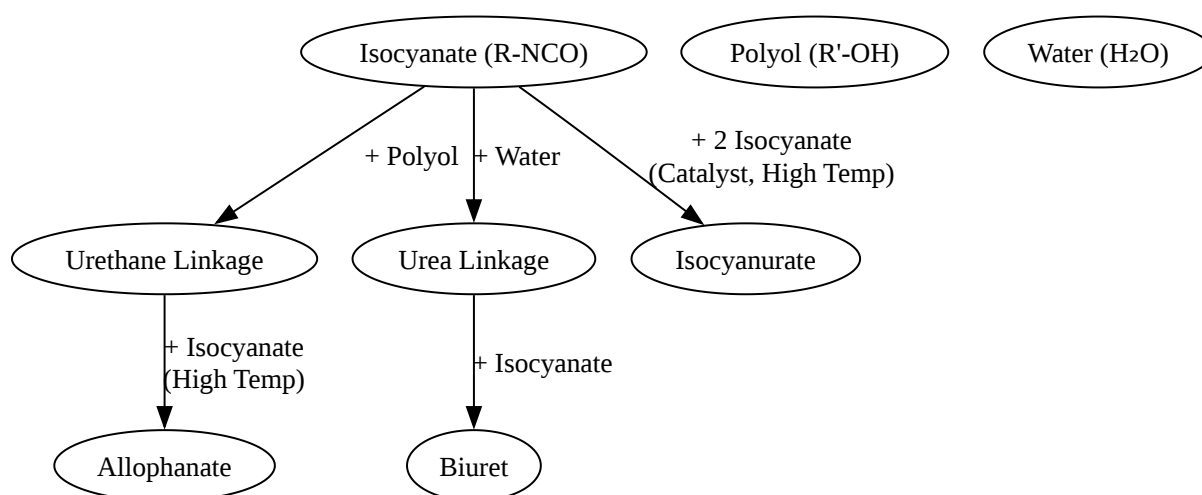 Isocyanate (R-NCO)
Polyol (R'-OH)
Water (H₂O)
+ Polyol
+ Water
+ 2 Isocyanate
(Catalyst, High Temp)
Urethane Linkage
Urea Linkage
Isocyanurate
+ Isocyanate
(High Temp)
+ Isocyanate
Allophanate
Biuret